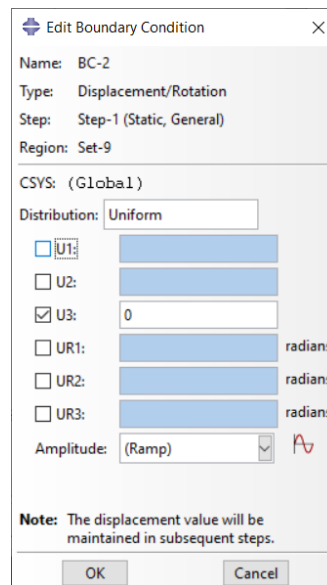 Edit Boundary Condition
Name: BC-2
Type: Displacement/Rotation
Step: Step-1 (Static, General)
Region: Set-9
CSYS: (Global)
Distribution: Uniform
U1:
U2:
U3: 0
UR1: radians
UR2: radians
UR3: radians
Amplitude: (Ramp)
Note: The displacement value will be
maintained in subsequent steps.
OK Cancel